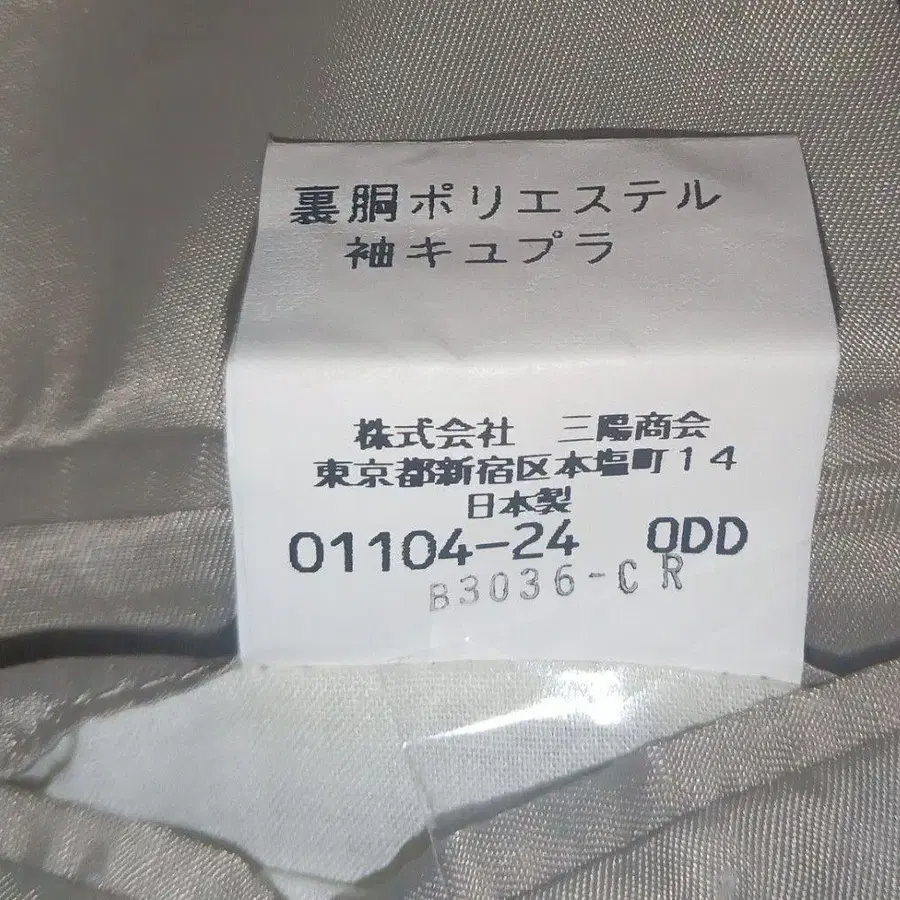 裏胴ポリエステル
袖キュプラ
株式会社　三陽商会
東京都新宿区本塩町14
日本製
01104-24 0DD
B3036-CR